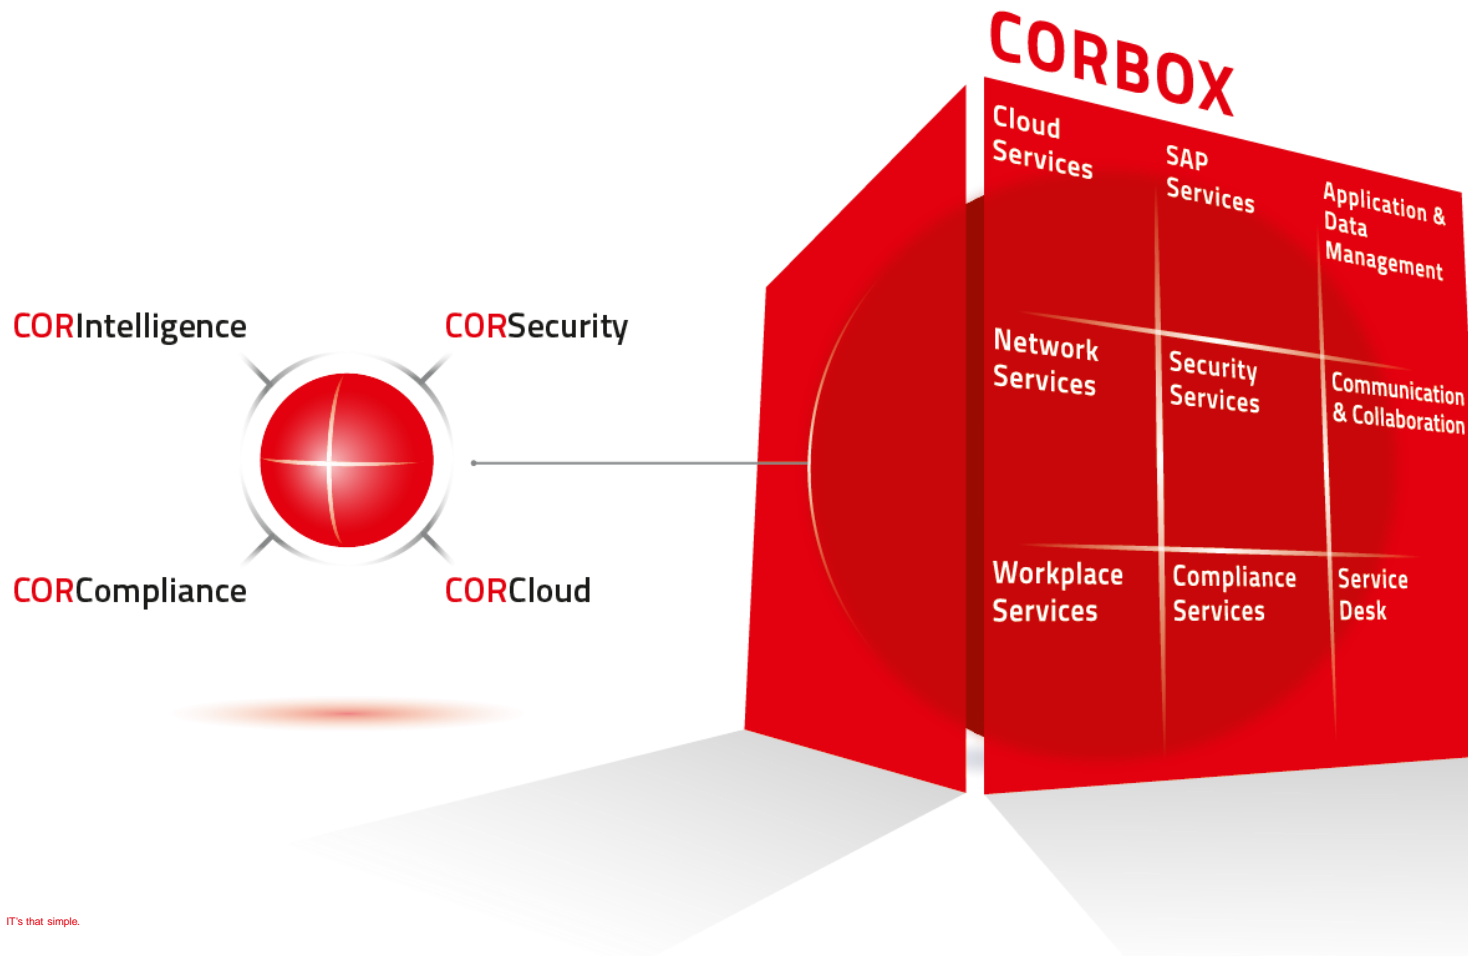 CORBOX
Cloud
Services
SAP
Services
Application &
Data
Management
CORIntelligence
CORSecurity
Network
Services
Security
Services
Communication
& Collaboration
CORCompliance
CORCloud
Workplace
Services
Compliance
Services
Service
Desk
IT's that simple.